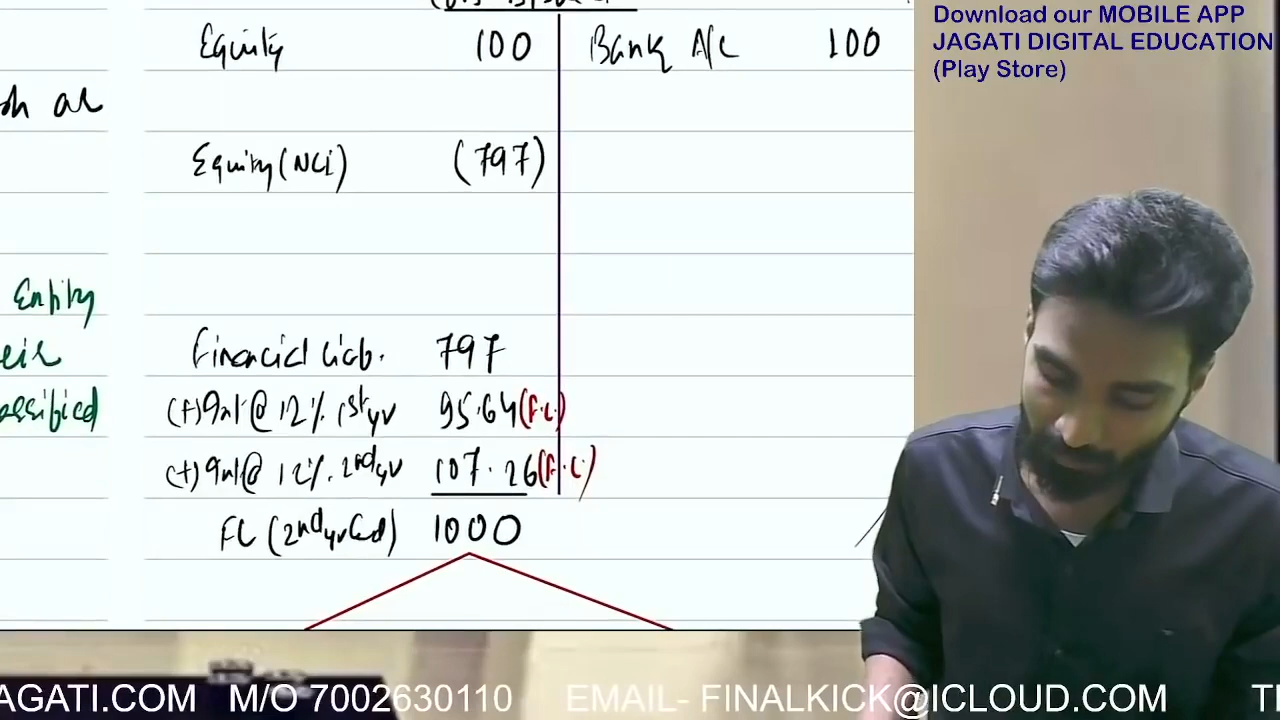 Download our MOBILE APP
JAGATI DIGITAL EDUCATION
(Play Store)
Equity 100 Bank A/c 100
Equity (NCI) (797)
Entity
Financial Liab. 797
(+) Int @ 12% 1st yr 95.64 (F.C.)
(+) Int @ 12% 2nd yr 107.26 (F.C.)
FL (2nd yr End) 1000
AGATI.COM M/O 7002630110 EMAIL- FINALKICK@ICLOUD.COM